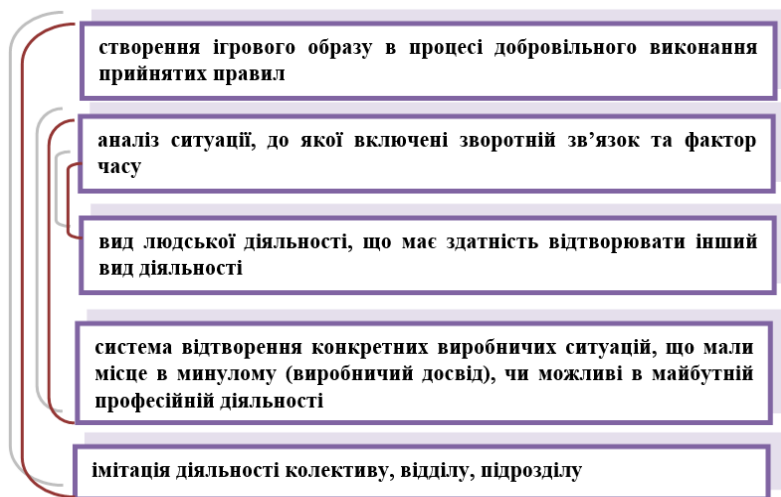 створення ігрового образу в процесі добровільного виконання
прийнятих правил
аналіз ситуації, до якої включені зворотній зв’язок та фактор
часу
вид людської діяльності, що має здатність відтворювати інший
вид діяльності
система відтворення конкретних виробничих ситуацій, що мали
місце в минулому (виробничий досвід), чи можливі в майбутній
професійній діяльності
імітація діяльності колективу, відділу, підрозділу